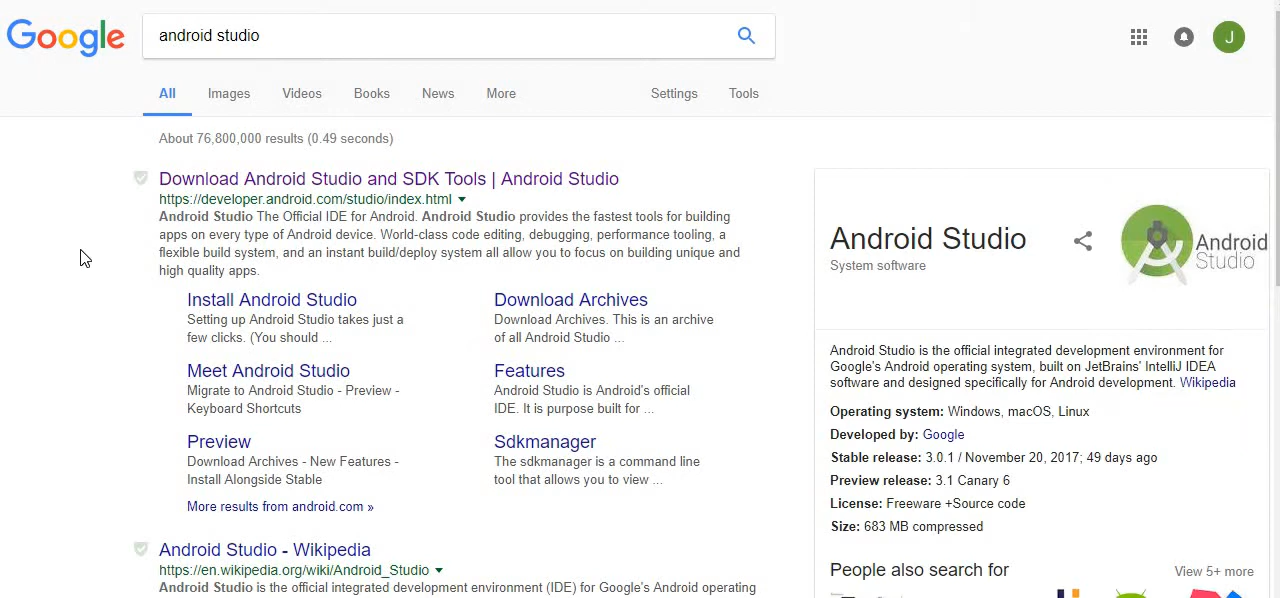 Google
android studio
J
All Images Videos Books News More Settings Tools
About 76,800,000 results (0.49 seconds)
Download Android Studio and SDK Tools | Android Studio
https://developer.android.com/studio/index.html
Android Studio The Official IDE for Android. Android Studio provides the fastest tools for building
apps on every type of Android device. World-class code editing, debugging, performance tooling, a
flexible build system, and an instant build/deploy system all allow you to focus on building unique and
high quality apps.
Install Android Studio
Setting up Android Studio takes just a
few clicks. (You should ...
Download Archives
Download Archives. This is an archive
of all Android Studio ...
Meet Android Studio
Migrate to Android Studio - Preview -
Keyboard Shortcuts
Features
Android Studio is Android's official
IDE. It is purpose built for ...
Preview
Download Archives - New Features -
Install Alongside Stable
Sdkmanager
The sdkmanager is a command line
tool that allows you to view ...
More results from android.com »
Android Studio - Wikipedia
https://en.wikipedia.org/wiki/Android_Studio
Android Studio is the official integrated development environment (IDE) for Google's Android operating
Android Studio
System software
Android
Studio
Android Studio is the official integrated development environment for
Google's Android operating system, built on JetBrains' IntelliJ IDEA
software and designed specifically for Android development. Wikipedia
Operating system: Windows, macOS, Linux
Developed by: Google
Stable release: 3.0.1 / November 20, 2017; 49 days ago
Preview release: 3.1 Canary 6
License: Freeware +Source code
Size: 683 MB compressed
People also search for
View 5+ more